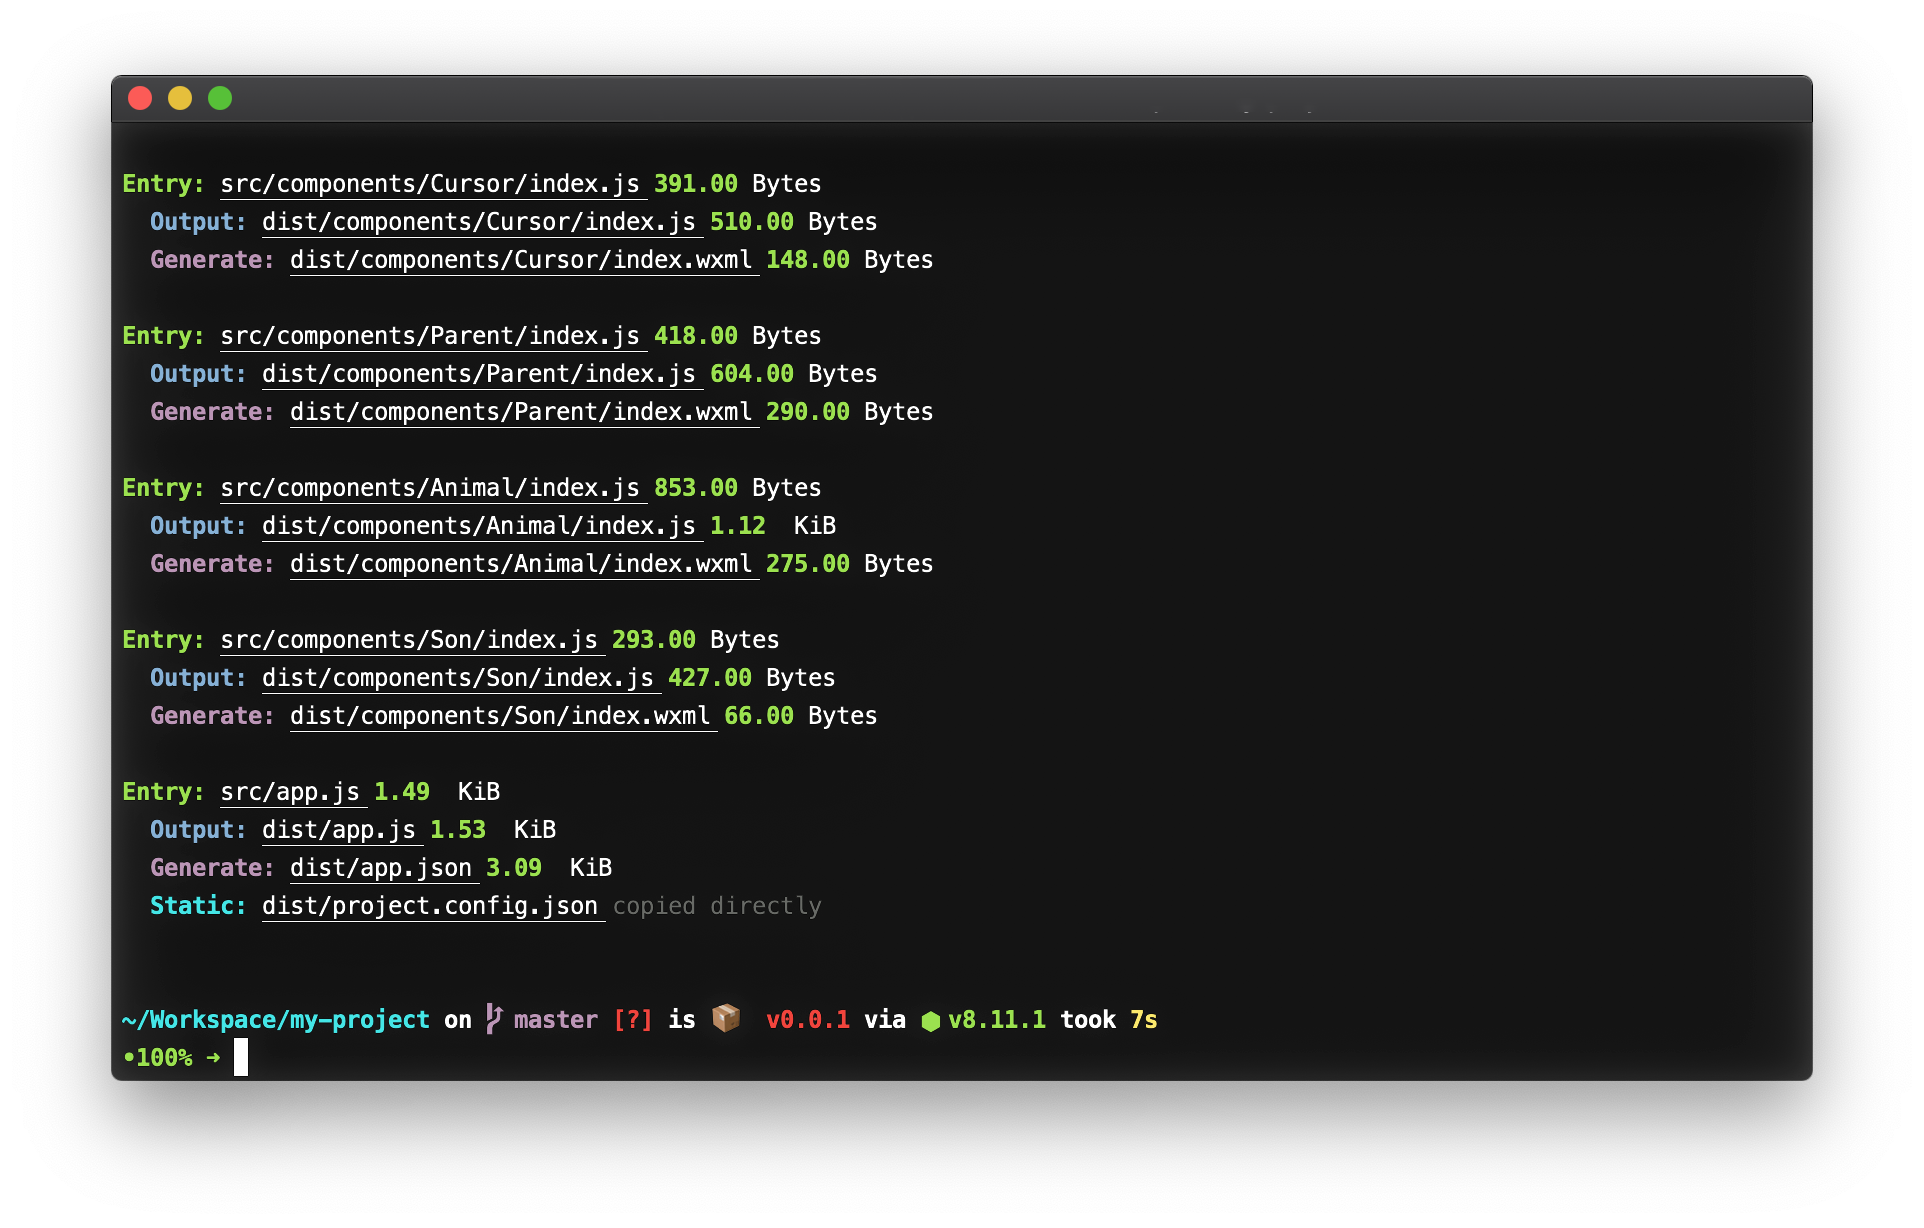 Entry: src/components/Cursor/index.js 391.00 Bytes
Output: dist/components/Cursor/index.js 510.00 Bytes
Generate: dist/components/Cursor/index.wxml 148.00 Bytes
Entry: src/components/Parent/index.js 418.00 Bytes
Output: dist/components/Parent/index.js 604.00 Bytes
Generate: dist/components/Parent/index.wxml 290.00 Bytes
Entry: src/components/Animal/index.js 853.00 Bytes
Output: dist/components/Animal/index.js 1.12 KiB
Generate: dist/components/Animal/index.wxml 275.00 Bytes
Entry: src/components/Son/index.js 293.00 Bytes
Output: dist/components/Son/index.js 427.00 Bytes
Generate: dist/components/Son/index.wxml 66.00 Bytes
Entry: src/app.js 1.49 KiB
Output: dist/app.js 1.53 KiB
Generate: dist/app.json 3.09 KiB
Static: dist/project.config.json copied directly
~/Workspace/my-project on master [?] is 📦 v0.0.1 via ⬢ v8.11.1 took 7s
•100% ➜